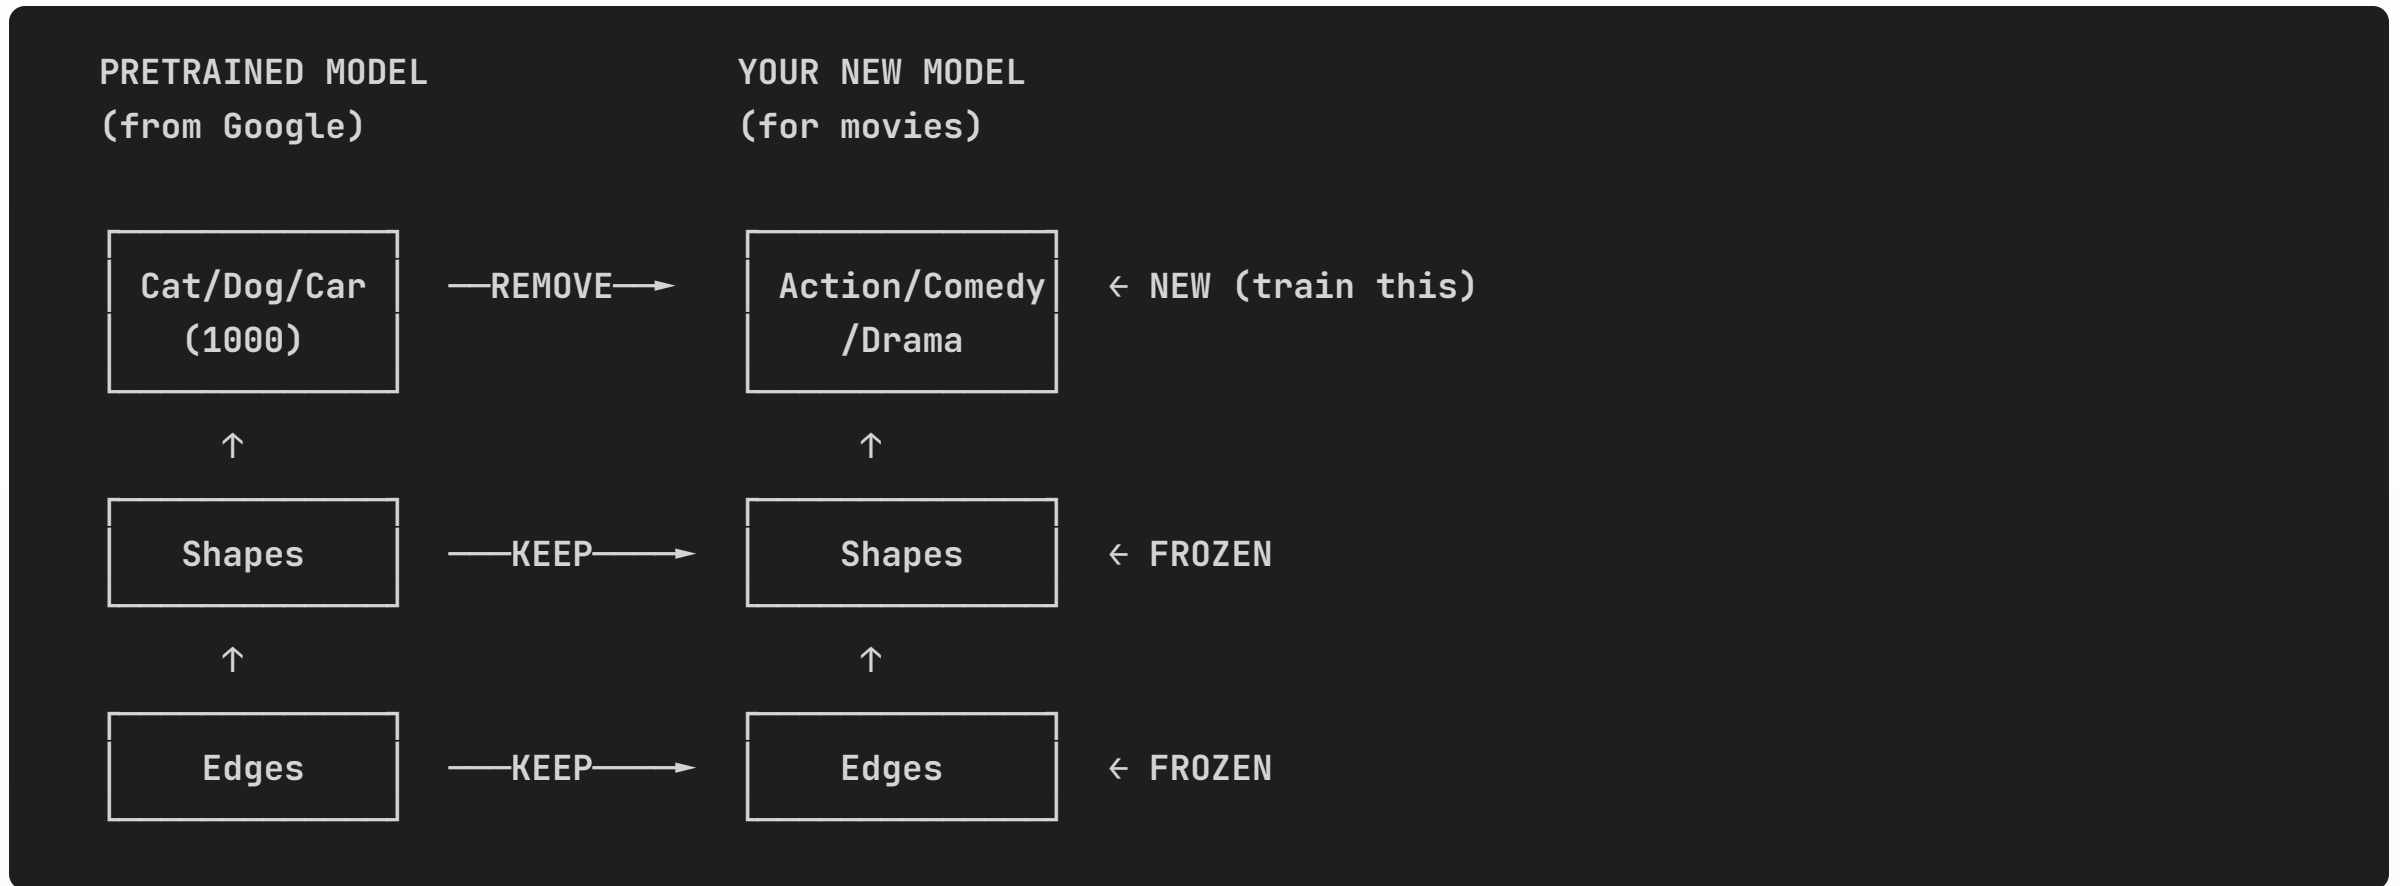 PRETRAINED MODEL YOUR NEW MODEL
(from Google) (for movies)
Cat/Dog/Car ──REMOVE──► Action/Comedy ← NEW (train this)
(1000) /Drama
↑ ↑
Shapes ───KEEP────► Shapes ← FROZEN
↑ ↑
Edges ───KEEP────► Edges ← FROZEN